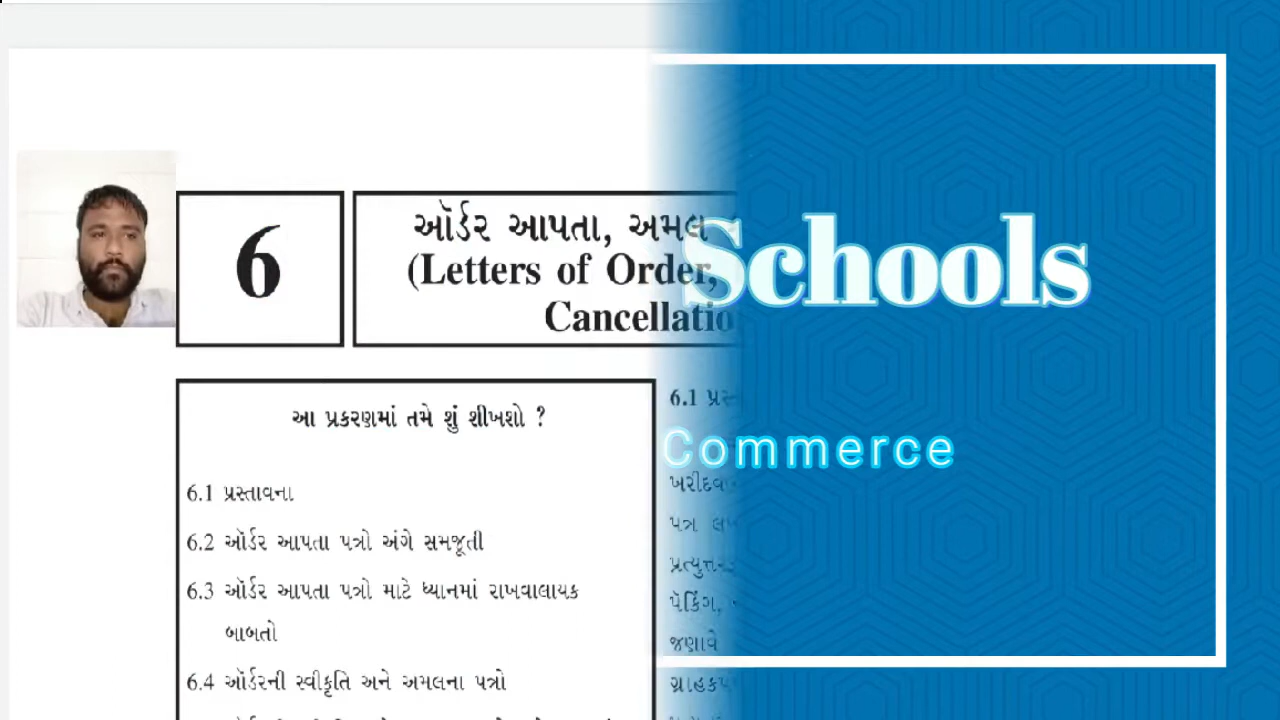 6
ઑર્ડર આપતા, અમલ
(Letters of Order,
Cancellatio
આ પ્રકરણમાં તમે શું શીખશો ?
6.1 પ્રસ્તાવના
6.2 ઑર્ડર આપતા પત્રો અંગે સમજૂતી
6.3 ઑર્ડર આપતા પત્રો માટે ધ્યાનમાં રાખવાલાયક
બાબતો
6.4 ઑર્ડરની સ્વીકૃતિ અને અમલના પત્રો
6.1
પત્ર
પૅકિંગ,
જણાવે
Schools
Commerce